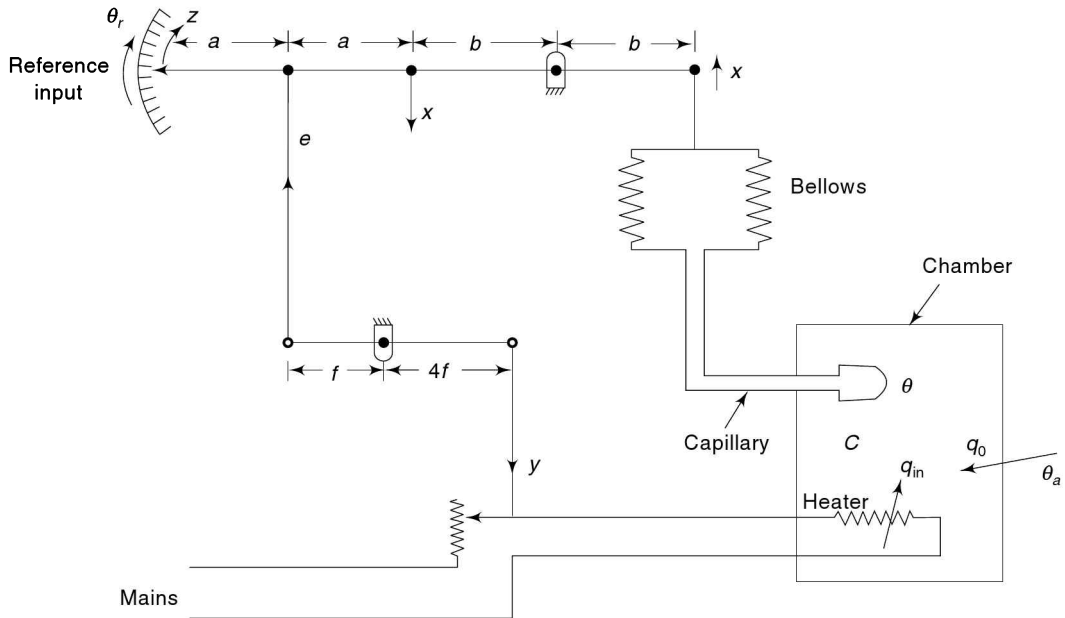 θr
z
a
a
b
b
Reference
input
x
x
e
Bellows
Chamber
f
4f
θ
Capillary
C
q0
qin
θa
y
Heater
Mains